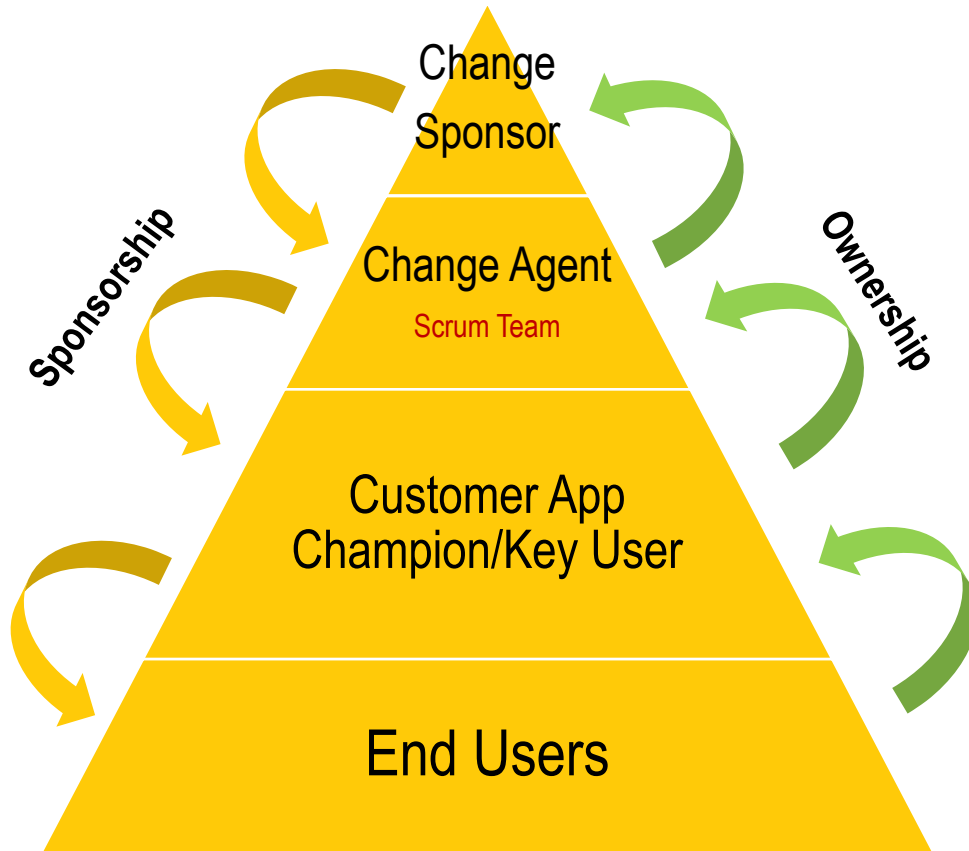 Change
Sponsor
Sponsorship
Ownership
Change Agent
Scrum Team
Customer App
Champion/Key User
End Users